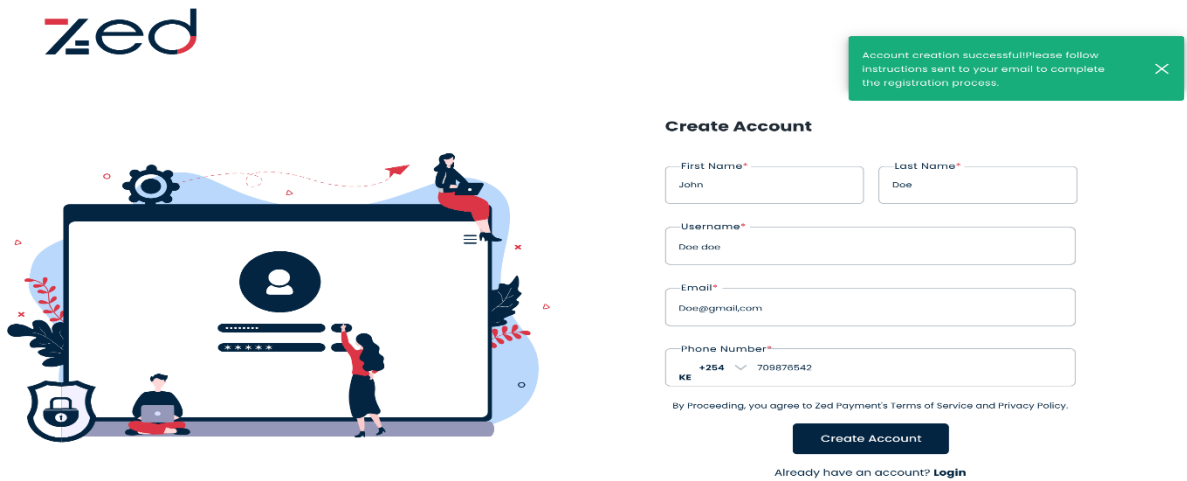 zed
Account creation successful!Please follow
instructions sent to your email to complete
the registration process.
Create Account
First Name*
Last Name*
John
Doe
Username*
Doe doe
Email*
Doe@gmail,com
Phone Number*
KE +254 709876542
By Proceeding, you agree to Zed Payment's Terms of Service and Privacy Policy.
Create Account
Already have an account? Login